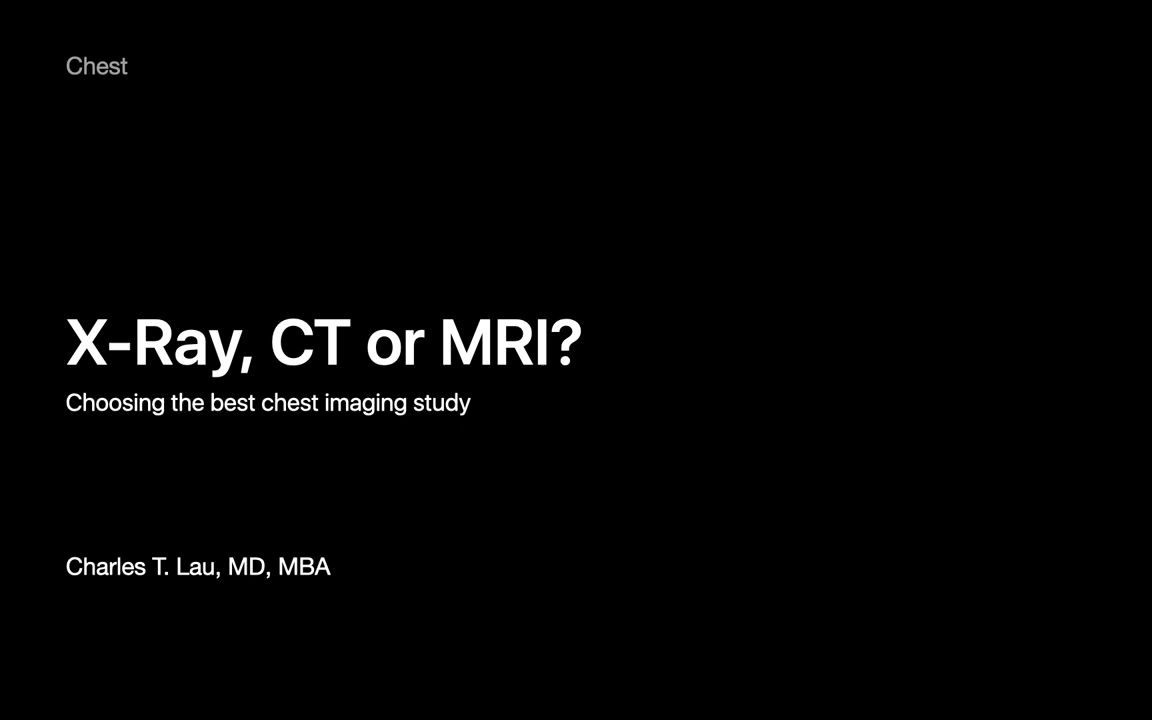 Chest
X-Ray, CT or MRI?
Choosing the best chest imaging study
Charles T. Lau, MD, MBA